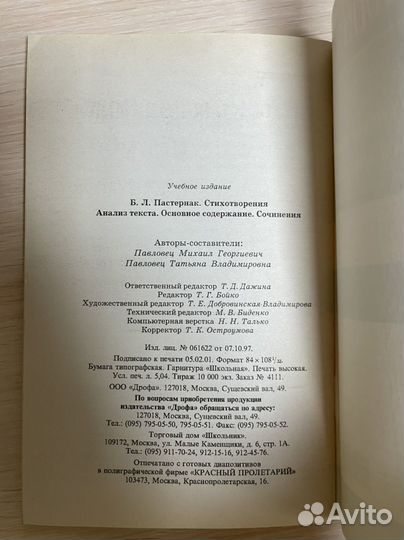 Учебное издание
Б. Л. Пастернак. Стихотворения
Анализ текста. Основное содержание. Сочинения
Авторы-составители:
Павловец Михаил Георгиевич
Павловец Татьяна Владимировна
Ответственный редактор Т. Д. Дажина
Редактор Т. Г. Бойко
Художественный редактор Т. Е. Добровинская-Владимирова
Технический редактор М. В. Биденко
Компьютерная верстка Н. Н. Талько
Корректор Т. К. Остроумова
Изд. лиц. № 061622 от 07.10.97.
Подписано к печати 05.02.01. Формат 84 × 108 1/32.
Бумага типографская. Гарнитура «Школьная». Печать высокая.
Усл. печ. л. 5,04. Тираж 10 000 экз. Заказ № 4111.
ООО «Дрофа». 127018, Москва, Сущевский вал, 49.
По вопросам приобретения продукции
издательства «Дрофа» обращаться по адресу:
127018, Москва, Сущевский вал, 49.
Тел.: (095) 795-05-50, 795-05-51. Факс: (095) 795-05-52.
Торговый дом «Школьник».
109172, Москва, ул. Малые Каменщики, д. 6, стр. 1А.
Тел.: (095) 911-70-24, 912-15-16, 912-45-76.
Отпечатано с готовых диапозитивов
в полиграфической фирме «КРАСНЫЙ ПРОЛЕТАРИЙ»
103473, Москва, Краснопролетарская, 16.
Avito